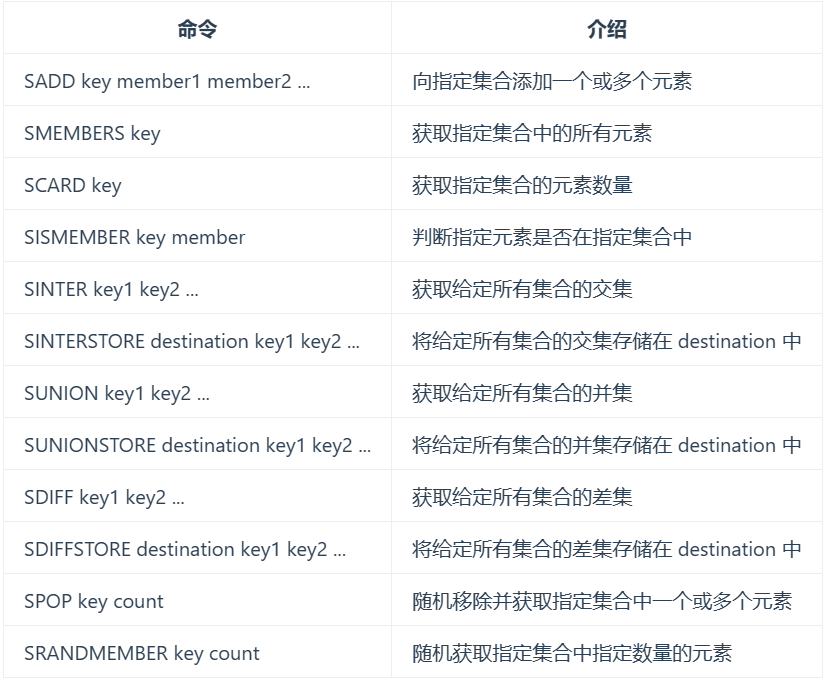 命令 介绍
SADD key member1 member2 ... 向指定集合添加一个或多个元素
SMEMBERS key 获取指定集合中的所有元素
SCARD key 获取指定集合的元素数量
SISMEMBER key member 判断指定元素是否在指定集合中
SINTER key1 key2 ... 获取给定所有集合的交集
SINTERSTORE destination key1 key2 ... 将给定所有集合的交集存储在 destination 中
SUNION key1 key2 ... 获取给定所有集合的并集
SUNIONSTORE destination key1 key2 ... 将给定所有集合的并集存储在 destination 中
SDIFF key1 key2 ... 获取给定所有集合的差集
SDIFFSTORE destination key1 key2 ... 将给定所有集合的差集存储在 destination 中
SPOP key count 随机移除并获取指定集合中一个或多个元素
SRANDMEMBER key count 随机获取指定集合中指定数量的元素